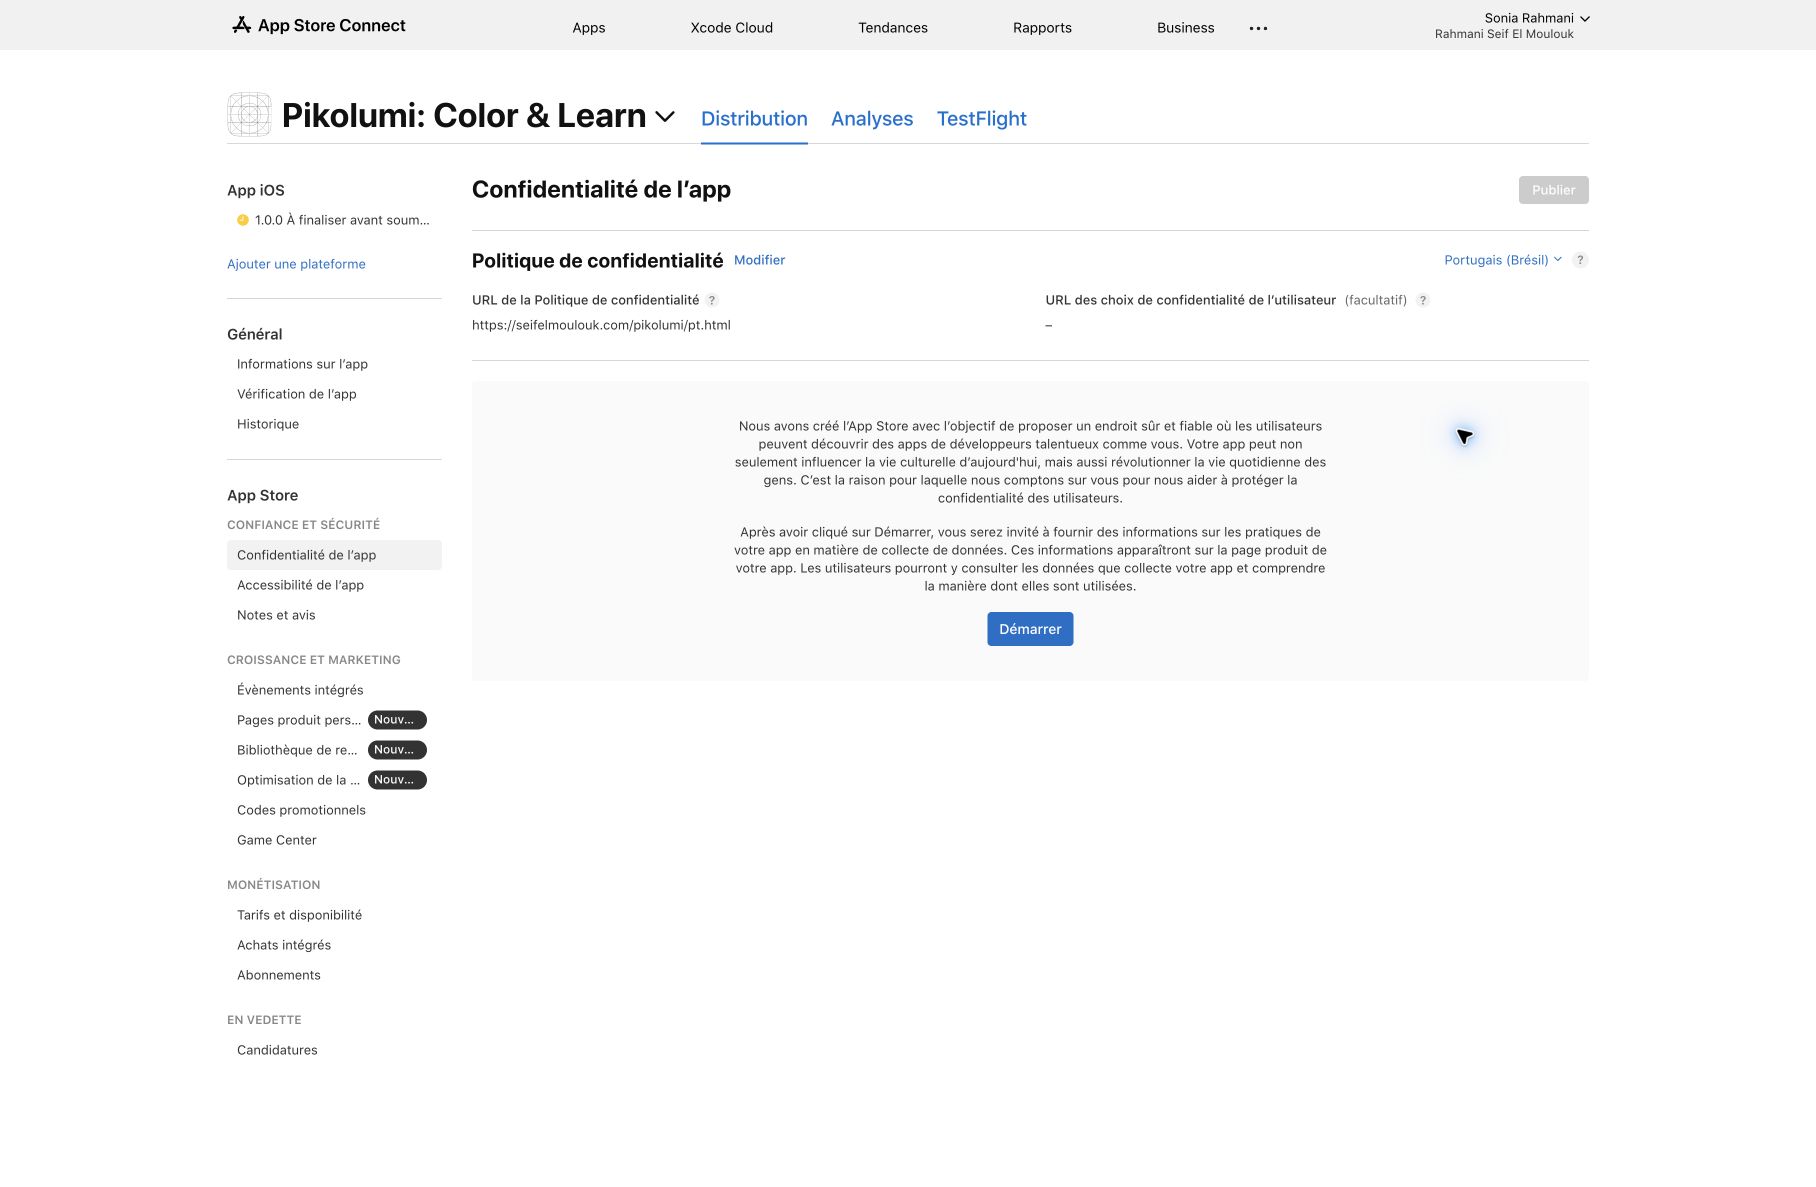 App Store Connect
Apps
Xcode Cloud
Tendances
Rapports
Business
Sonia Rahmani
Rahmani Seif El Moulouk
Pikolumi: Color & Learn
Distribution
Analyses
TestFlight
App iOS
1.0.0 À finaliser avant soum...
Ajouter une plateforme
Général
Informations sur l’app
Vérification de l’app
Historique
App Store
CONFIANCE ET SÉCURITÉ
Confidentialité de l’app
Accessibilité de l’app
Notes et avis
CROISSANCE ET MARKETING
Évènements intégrés
Pages produit pers... Nouv...
Bibliothèque de re... Nouv...
Optimisation de la ... Nouv...
Codes promotionnels
Game Center
MONÉTISATION
Tarifs et disponibilité
Achats intégrés
Abonnements
EN VEDETTE
Candidatures
Confidentialité de l’app
Publier
Politique de confidentialité Modifier
Portugais (Brésil) ?
URL de la Politique de confidentialité ?
https://seifelmoulouk.com/pikolumi/pt.html
URL des choix de confidentialité de l’utilisateur (facultatif) ?
–
Nous avons créé l’App Store avec l’objectif de proposer un endroit sûr et fiable où les utilisateurs
peuvent découvrir des apps de développeurs talentueux comme vous. Votre app peut non
seulement influencer la vie culturelle d’aujourd'hui, mais aussi révolutionner la vie quotidienne des
gens. C’est la raison pour laquelle nous comptons sur vous pour nous aider à protéger la
confidentialité des utilisateurs.
Après avoir cliqué sur Démarrer, vous serez invité à fournir des informations sur les pratiques de
votre app en matière de collecte de données. Ces informations apparaîtront sur la page produit de
votre app. Les utilisateurs pourront y consulter les données que collecte votre app et comprendre
la manière dont elles sont utilisées.
Démarrer